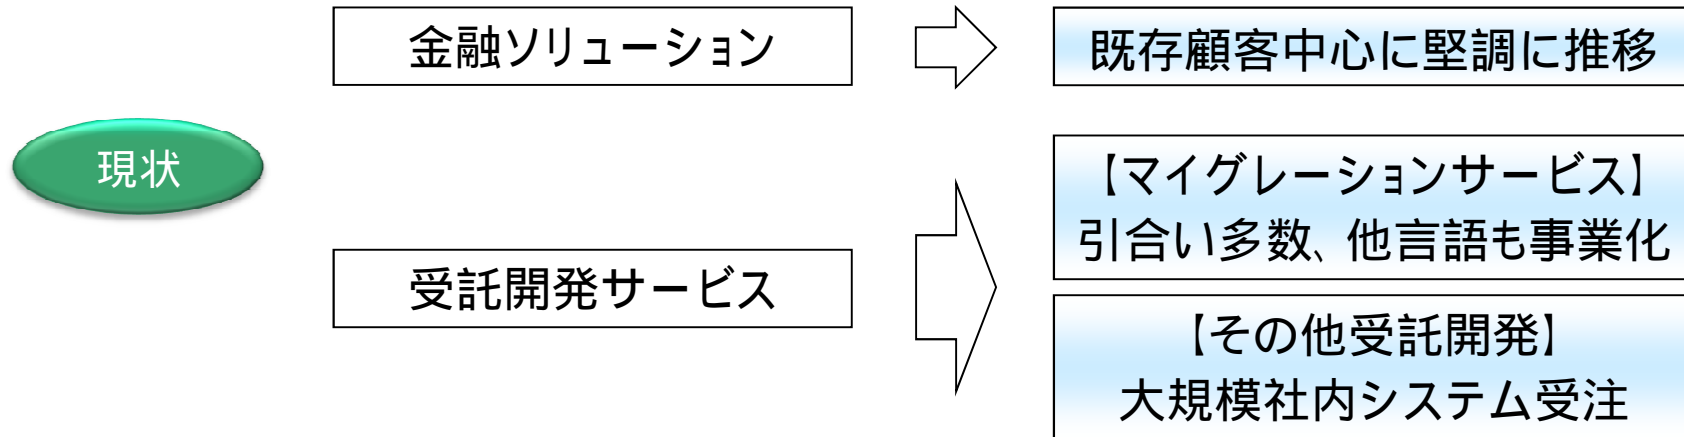 金融ソリューション
既存顧客中心に堅調に推移
現状
【マイグレーションサービス】
引合い多数、他言語も事業化
受託開発サービス
【その他受託開発】
大規模社内システム受注